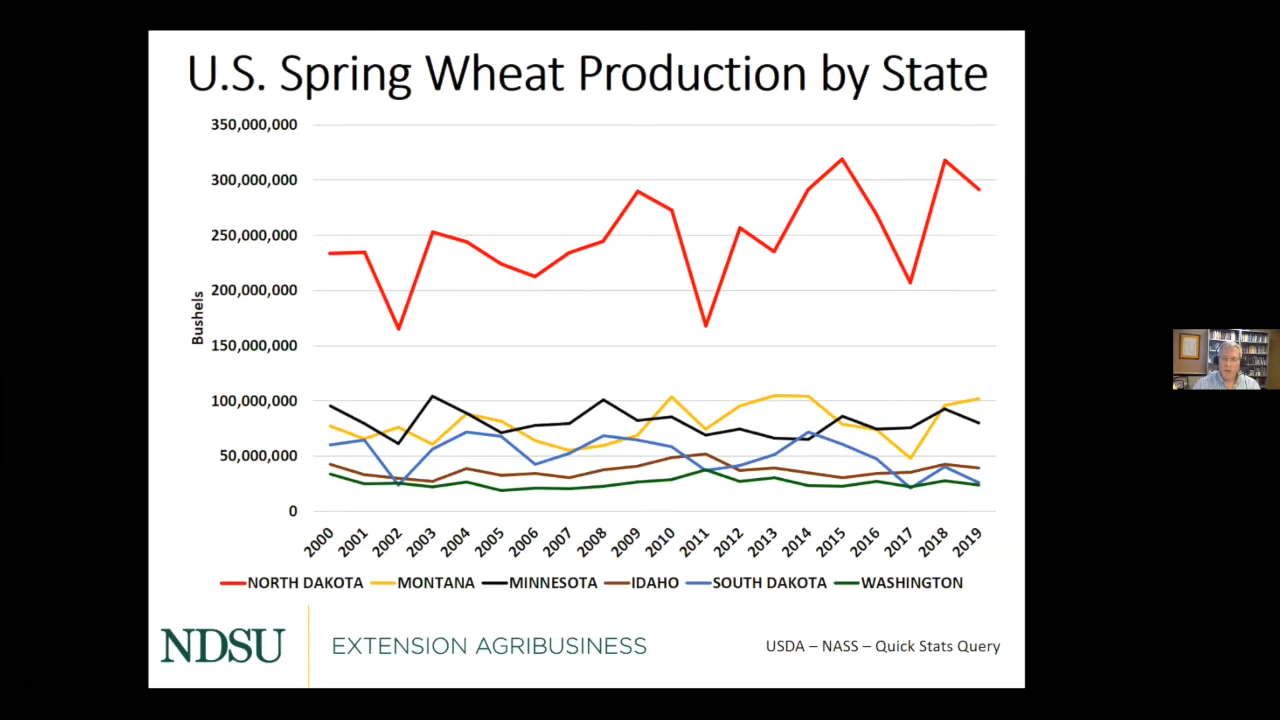 U.S. Spring Wheat Production by State
350,000,000
300,000,000
250,000,000
200,000,000
150,000,000
100,000,000
50,000,000
0
Bushels
2000 2001 2002 2003 2004 2005 2006 2007 2008 2009 2010 2011 2012 2013 2014 2015 2016 2017 2018 2019
NORTH DAKOTA MONTANA MINNESOTA IDAHO SOUTH DAKOTA WASHINGTON
NDSU EXTENSION AGRIBUSINESS USDA – NASS – Quick Stats Query